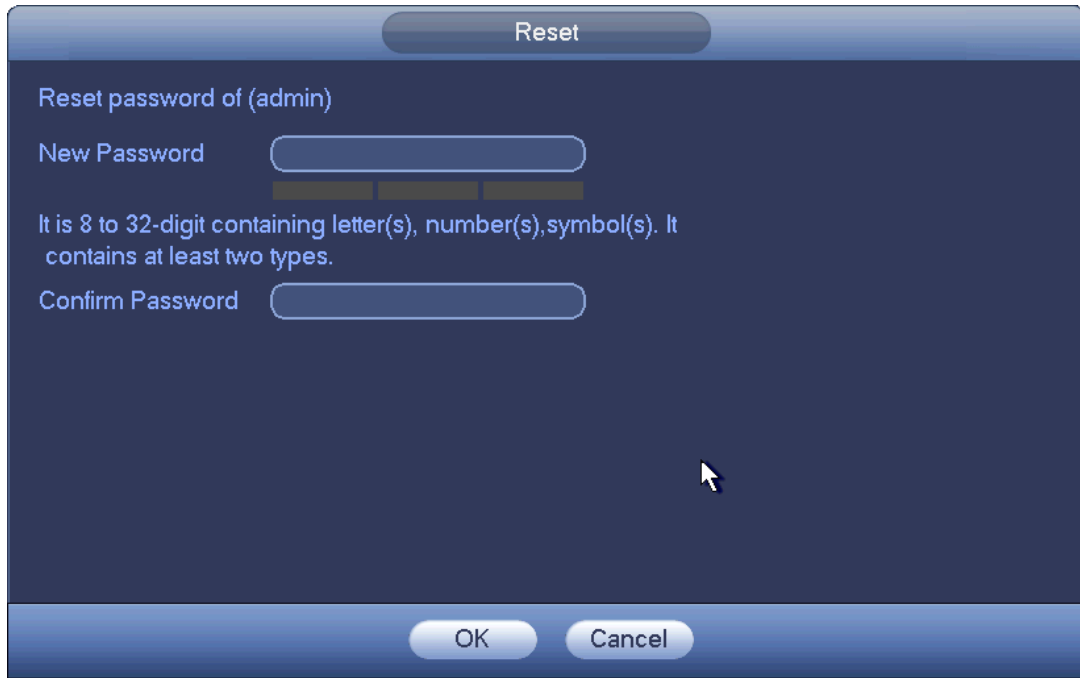 Reset
Reset password of (admin)
New Password
It is 8 to 32-digit containing letter(s), number(s),symbol(s). It
contains at least two types.
Confirm Password
OK
Cancel